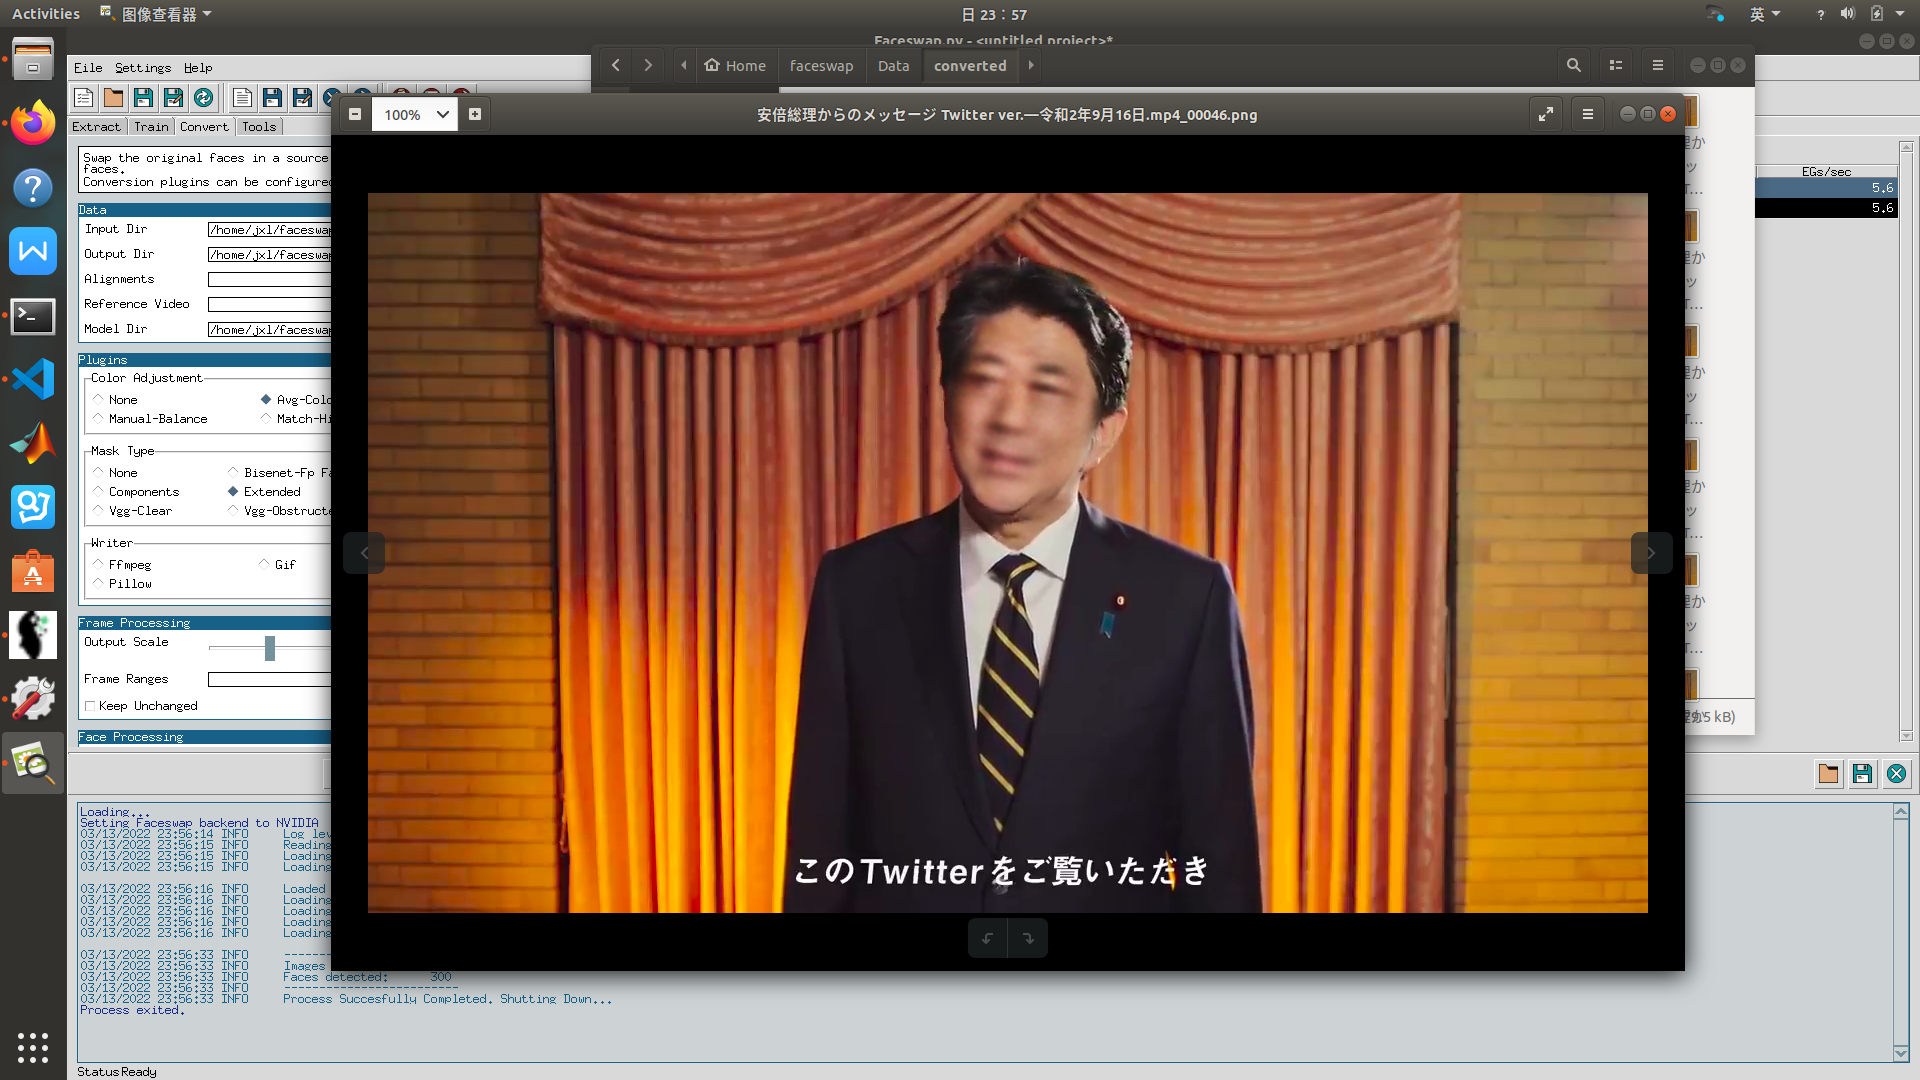 Activities
图像查看器
日 23：57
英
Faceswap.py - <untitled project>*
File Settings Help
Home
faceswap
Data
converted
Extract Train Convert Tools
100%
安倍総理からのメッセージ Twitter ver.—令和2年9月16日.mp4_00046.png
Swap the original faces in a source
faces.
Conversion plugins can be configured
Data
Input Dir /home/jxl/faceswap
Output Dir /home/jxl/faceswap
Alignments
Reference Video
Model Dir /home/jxl/faceswap
Plugins
Color Adjustment
None
Manual-Balance
Mask Type
None
Components Extended
Vgg-Clear
Writer
Ffmpeg Gif
Pillow
Frame Processing
Output Scale
Frame Ranges
Keep Unchanged
Face Processing
EGs/sec
5.6
5.6
このTwitterをご覧いただき
Loading...
Setting Faceswap backend to NVIDIA
03/13/2022 23:56:14 INFO Log
03/13/2022 23:56:15 INFO Reading
03/13/2022 23:56:15 INFO Loading
03/13/2022 23:56:15 INFO Loading
03/13/2022 23:56:16 INFO Loaded
03/13/2022 23:56:16 INFO Loading
03/13/2022 23:56:16 INFO Loading
03/13/2022 23:56:16 INFO Loading
03/13/2022 23:56:16 INFO Loading
03/13/2022 23:56:33 INFO
03/13/2022 23:56:33 INFO Images
03/13/2022 23:56:33 INFO Faces detected: 300
03/13/2022 23:56:33 INFO -------------------------
03/13/2022 23:56:33 INFO Process Succesfully Completed. Shutting Down...
Process exited.
Status Ready